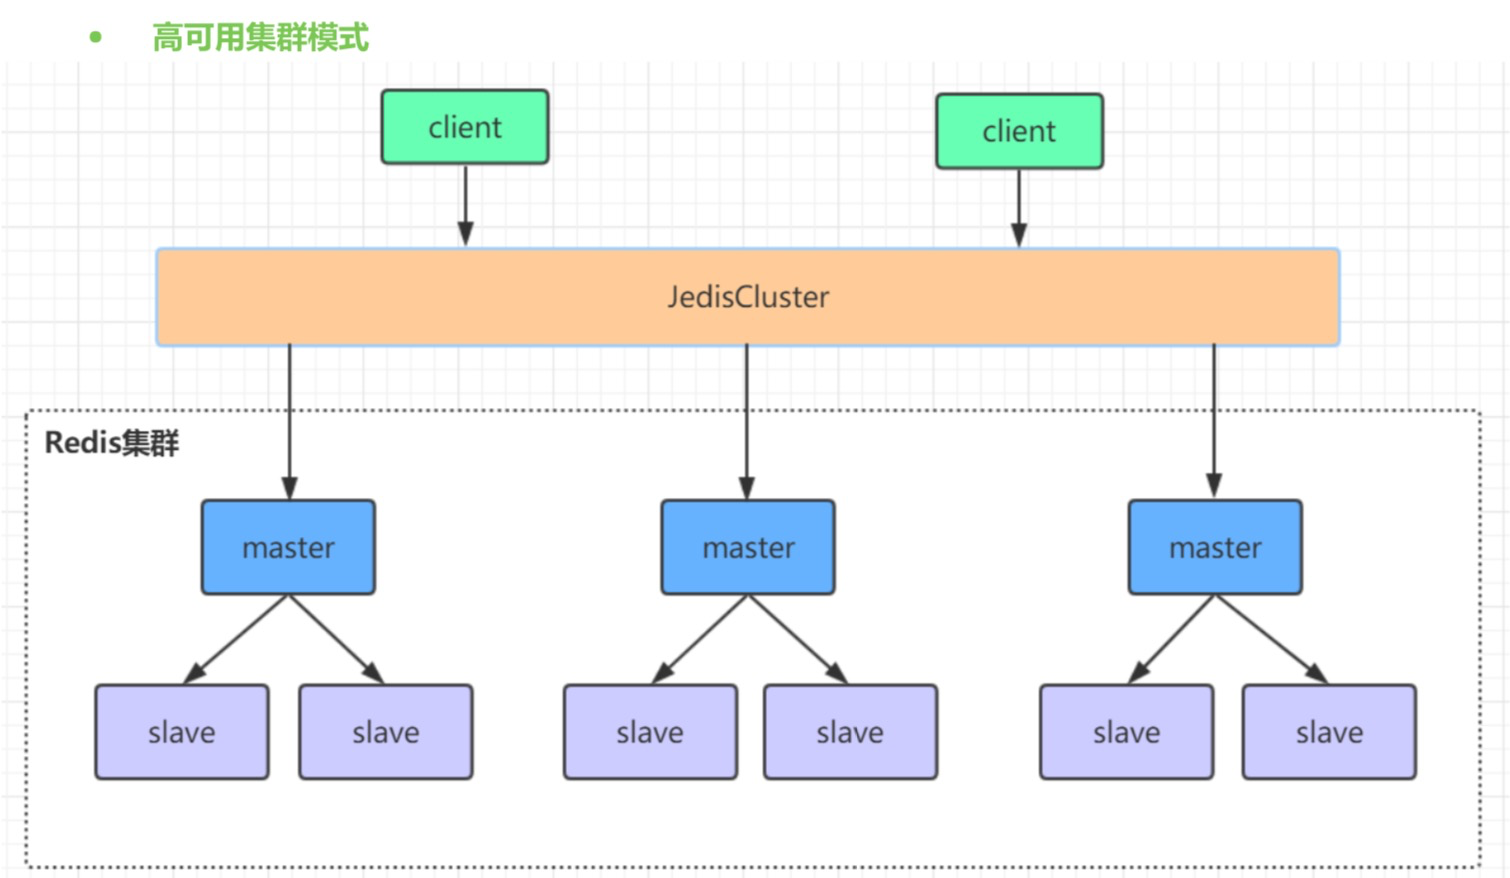 高可用集群模式
client
client
JedisCluster
Redis集群
master
master
master
slave
slave
slave
slave
slave
slave